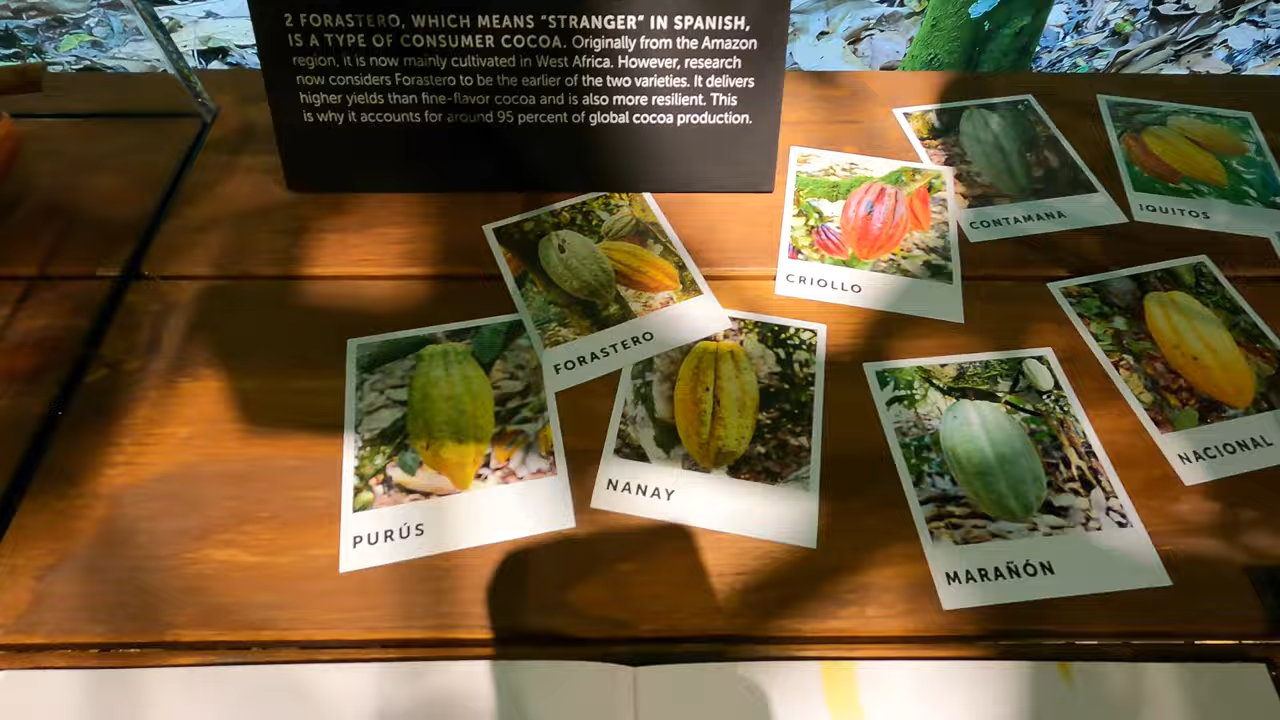 2 FORASTERO, WHICH MEANS "STRANGER" IN SPANISH,
IS A TYPE OF CONSUMER COCOA. Originally from the Amazon
region, it is now mainly cultivated in West Africa. However, research
now considers Forastero to be the earlier of the two varieties. It delivers
higher yields than fine-flavor cocoa and is also more resilient. This
is why it accounts for around 95 percent of global cocoa production.
CONTAMANA
IQUITOS
CRIOLLO
FORASTERO
NACIONAL
NANAY
PURÚS
MARAÑÓN